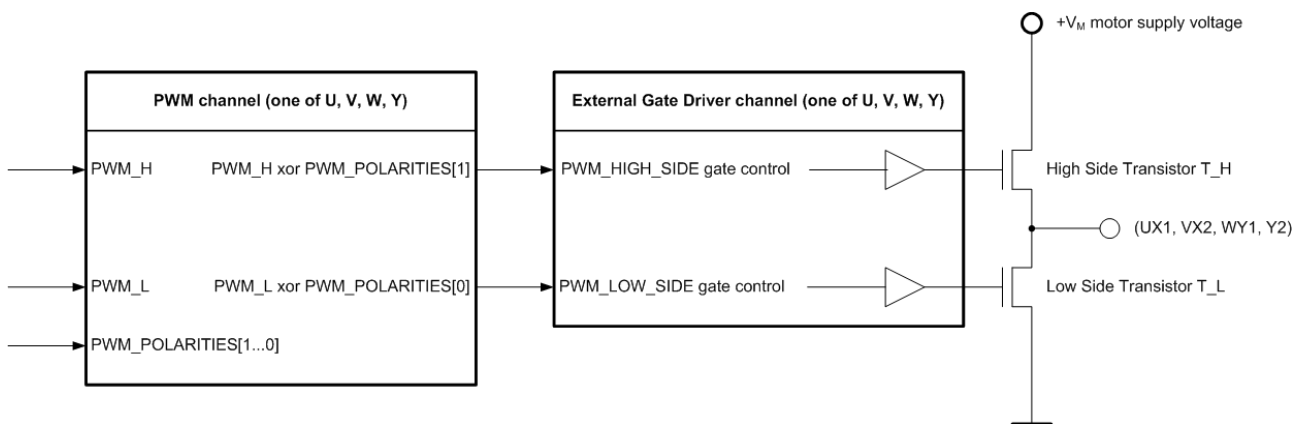 +VM motor supply voltage
PWM channel (one of U, V, W, Y)
External Gate Driver channel (one of U, V, W, Y)
PWM_H
PWM_H xor PWM_POLARITIES[1]
PWM_HIGH_SIDE gate control
High Side Transistor T_H
(UX1, VX2, WY1, Y2)
PWM_L
PWM_L xor PWM_POLARITIES[0]
PWM_LOW_SIDE gate control
Low Side Transistor T_L
PWM_POLARITIES[1...0]